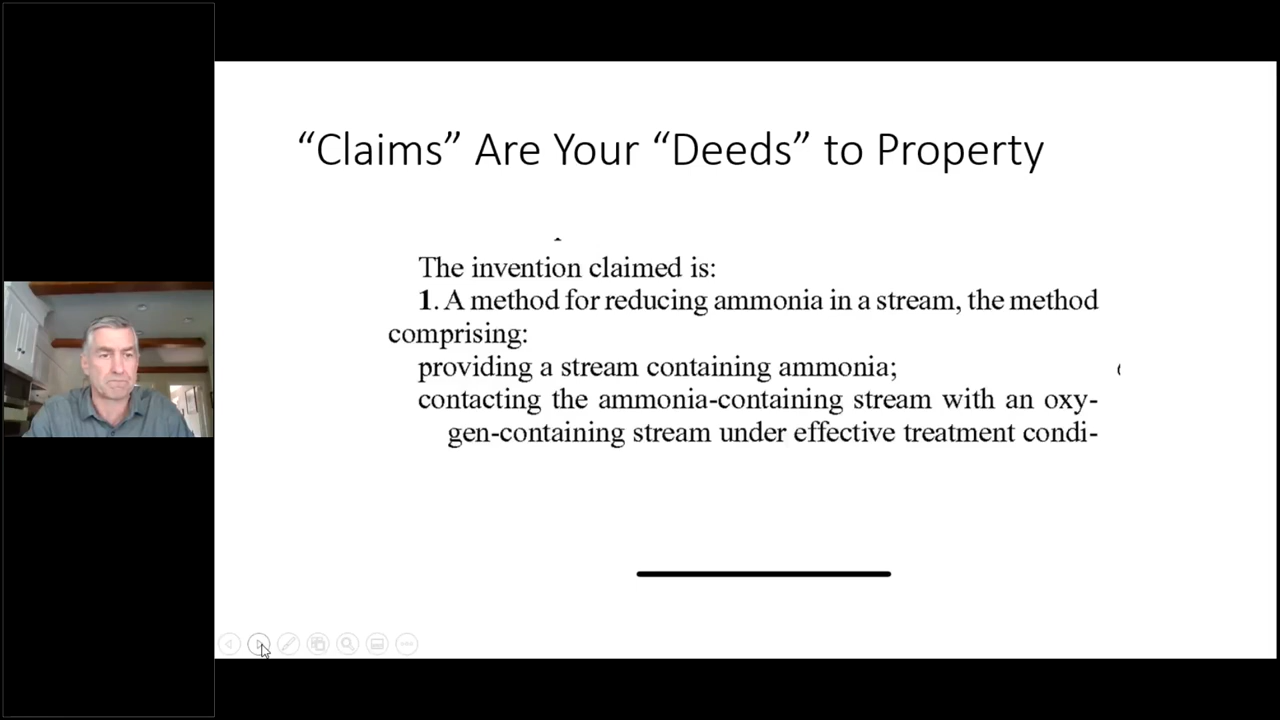 “Claims” Are Your “Deeds” to Property
The invention claimed is:
1. A method for reducing ammonia in a stream, the method
comprising:
providing a stream containing ammonia;
contacting the ammonia-containing stream with an oxy-
gen-containing stream under effective treatment condi-